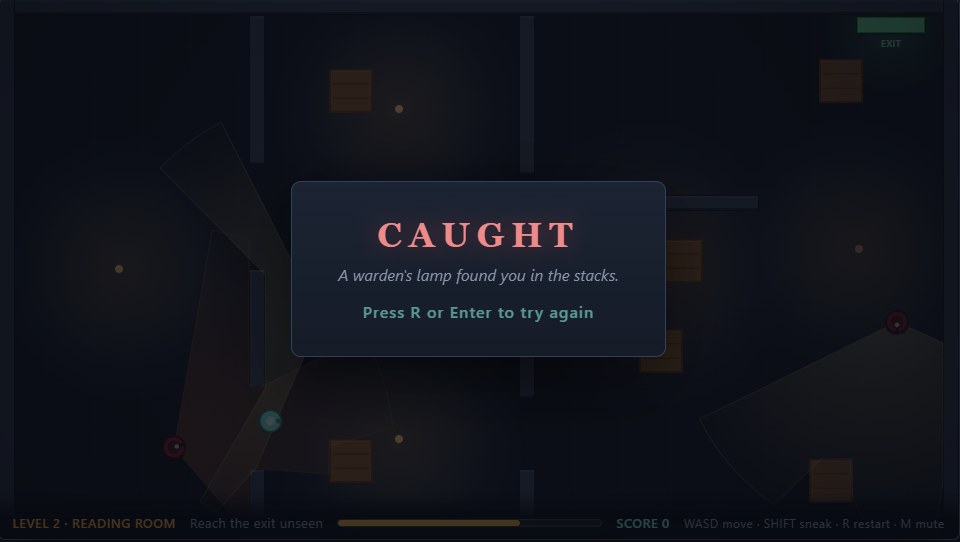 EXIT
CAUGHT
A warden's lamp found you in the stacks.
Press R or Enter to try again
LEVEL 2 · READING ROOM Reach the exit unseen SCORE 0 WASD move · SHIFT sneak · R restart · M mute